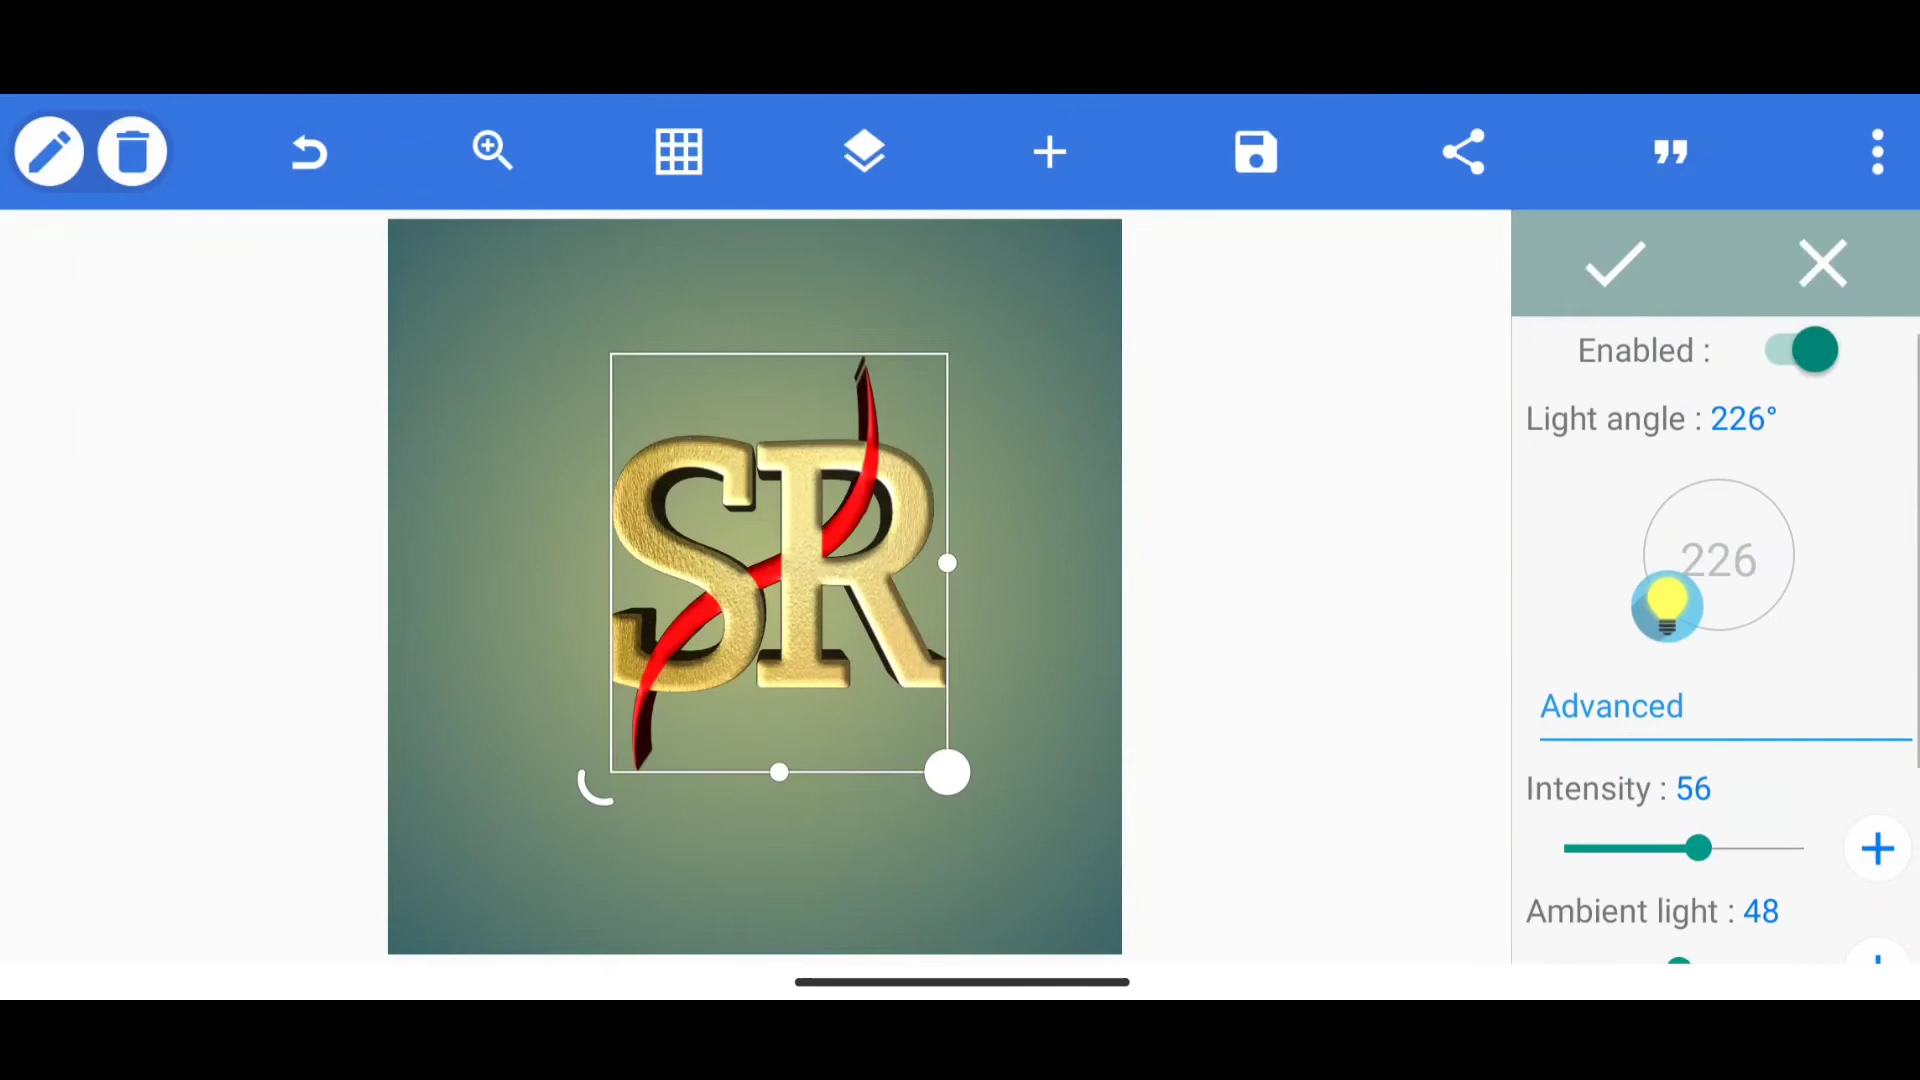 SR
Enabled :
Light angle : 226°
226
Advanced
Intensity : 56
Ambient light : 48